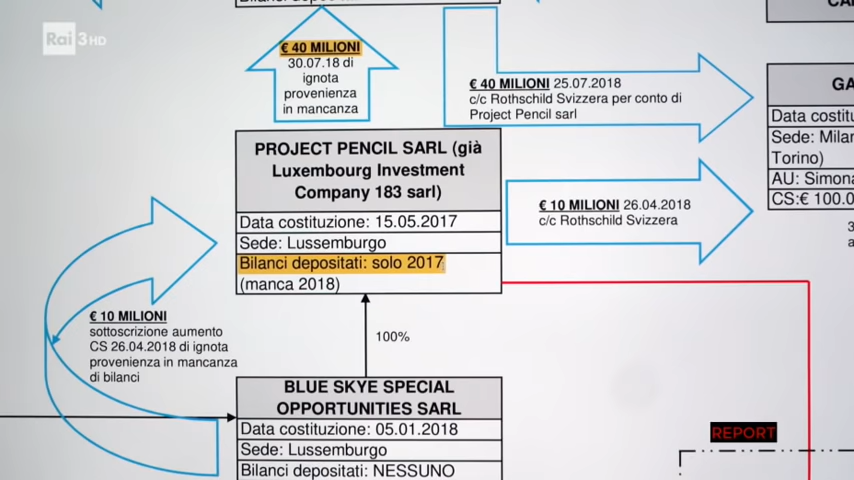 Rai 3HD
€ 40 MILIONI
30.07.18 di
ignota
provenienza
in mancanza
€ 40 MILIONI 25.07.2018
c/c Rothschild Svizzera per conto di
Project Pencil sarl
GA
Data costitu
Sede: Milan
Torino)
AU: Simona
CS:€ 100.0
PROJECT PENCIL SARL (già
Luxembourg Investment
Company 183 sarl)
Data costituzione: 15.05.2017
Sede: Lussemburgo
Bilanci depositati: solo 2017
(manca 2018)
€ 10 MILIONI 26.04.2018
c/c Rothschild Svizzera
€ 10 MILIONI
sottoscrizione aumento
CS 26.04.2018 di ignota
provenienza in mancanza
di bilanci
100%
BLUE SKYE SPECIAL
OPPORTUNITIES SARL
Data costituzione: 05.01.2018
Sede: Lussemburgo
Bilanci depositati: NESSUNO
REPORT